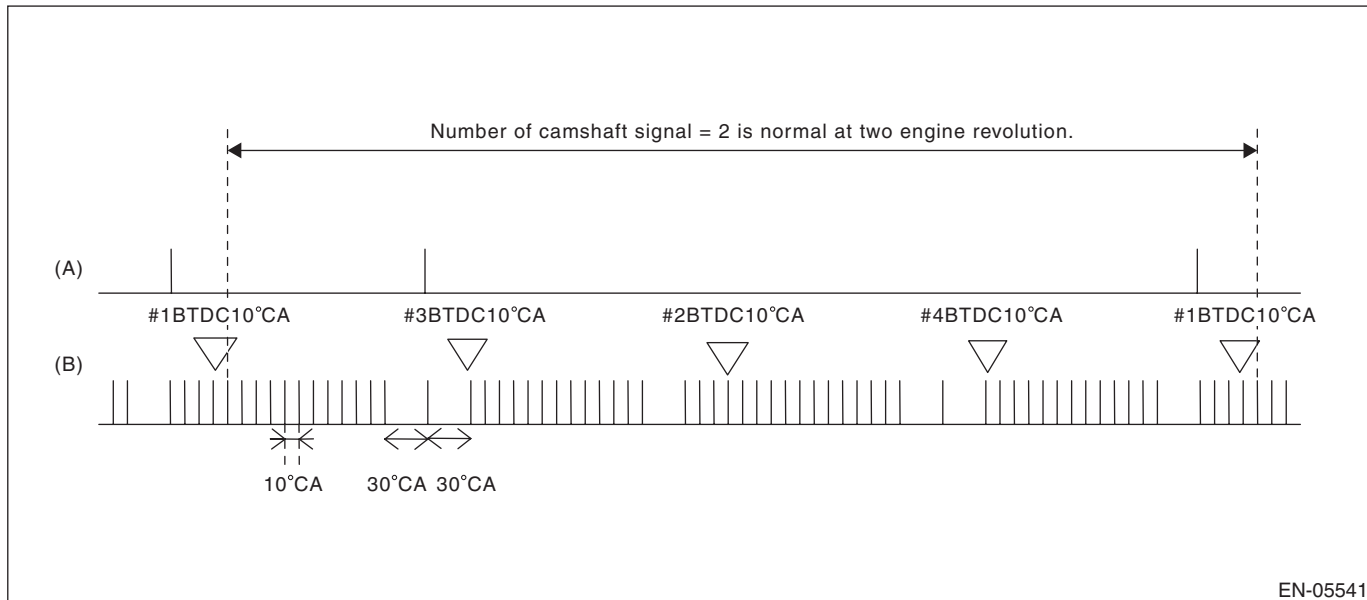 Number of camshaft signal = 2 is normal at two engine revolution.
(A)
#1BTDC10°CA #3BTDC10°CA #2BTDC10°CA #4BTDC10°CA #1BTDC10°CA
(B)
10°CA 30°CA 30°CA
EN-05541